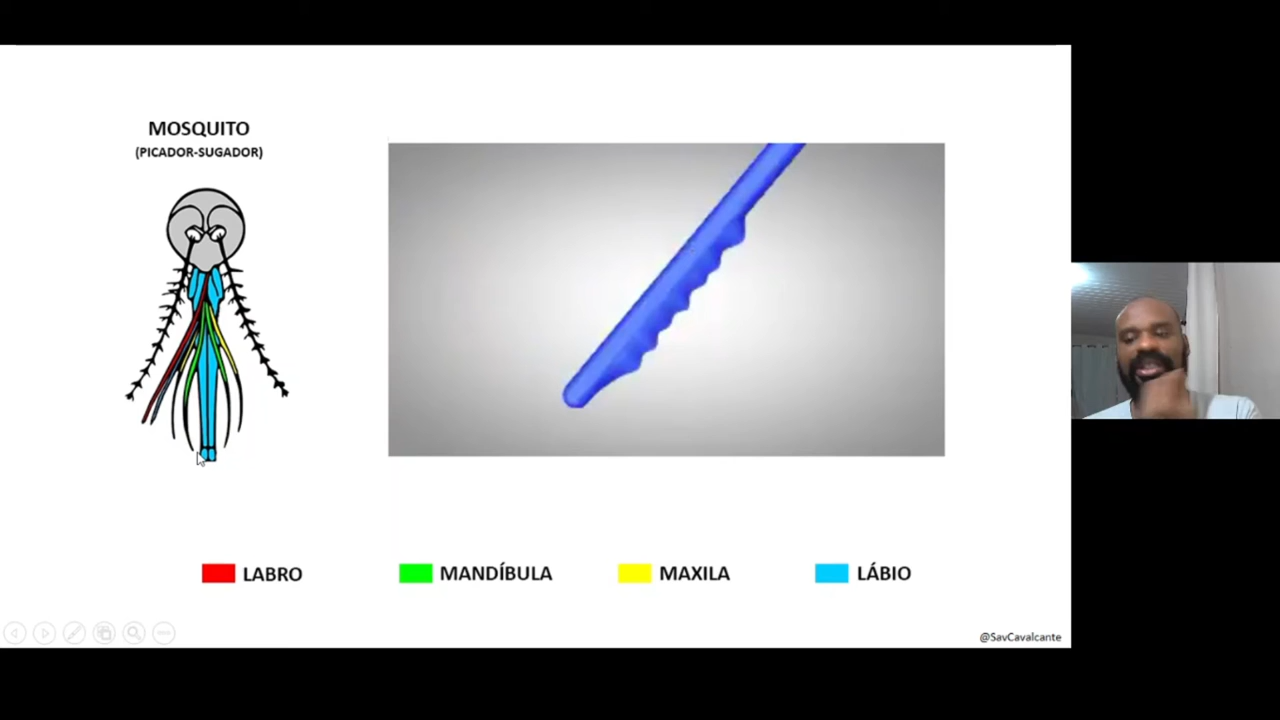 MOSQUITO
(PICADOR-SUGADOR)
LABRO
MANDÍBULA
MAXILA
LÁBIO
@SavCavalcante